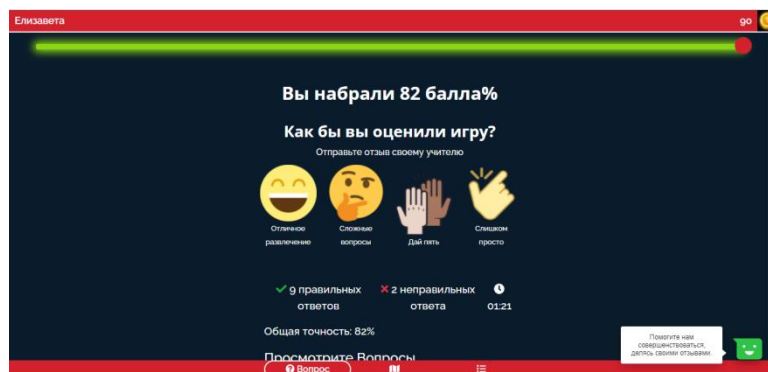 Елизавета
90
Вы набрали 82 балла%
Как бы вы оценили игру?
Отправьте отзыв своему учителю
Отличное развлечение
Сложные вопросы
Дай пять
Слишком просто
9 правильных ответов
2 неправильных ответа
01:21
Общая точность: 82%
Просмотрите Вопросы
Вопрос
Помогите нам
совершенствоваться,
делясь своими отзывами